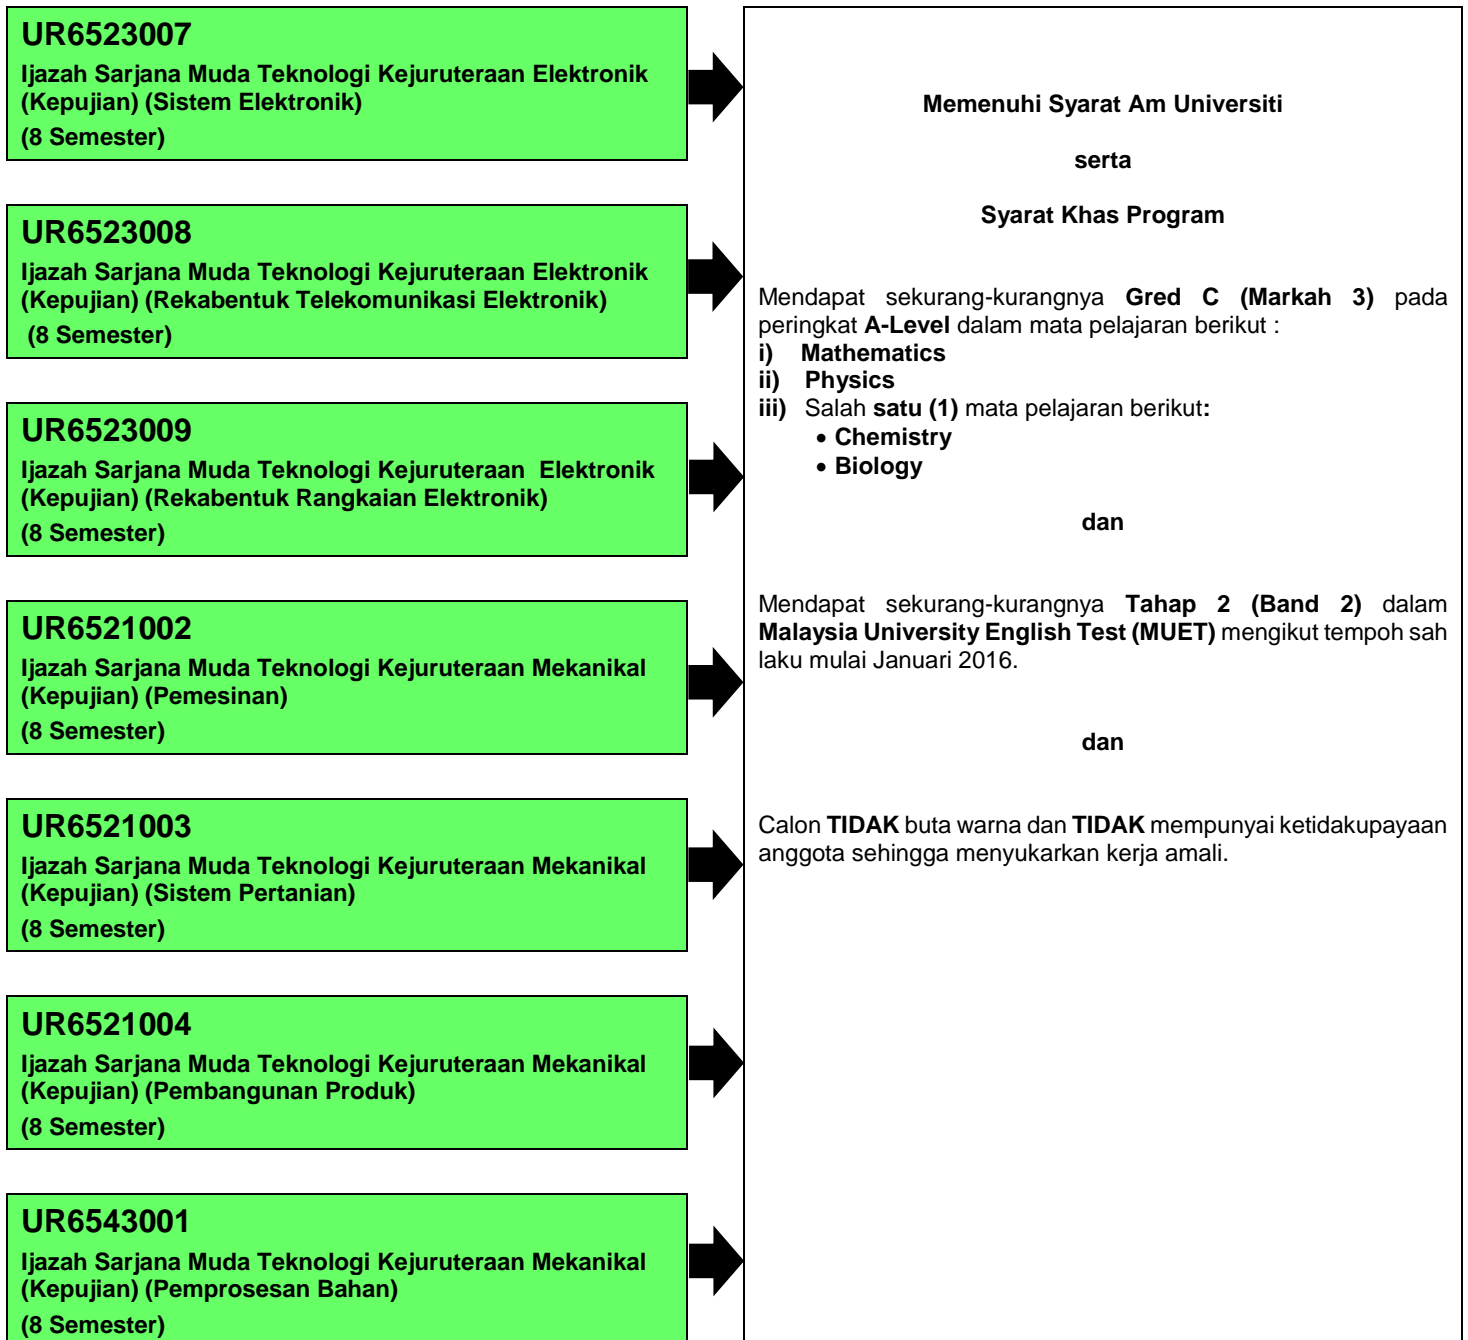 UR6523007
Ijazah Sarjana Muda Teknologi Kejuruteraan Elektronik
(Kepujian) (Sistem Elektronik)
(8 Semester)
UR6523008
Ijazah Sarjana Muda Teknologi Kejuruteraan Elektronik
(Kepujian) (Rekabentuk Telekomunikasi Elektronik)
(8 Semester)
UR6523009
Ijazah Sarjana Muda Teknologi Kejuruteraan Elektronik
(Kepujian) (Rekabentuk Rangkaian Elektronik)
(8 Semester)
UR6521002
Ijazah Sarjana Muda Teknologi Kejuruteraan Mekanikal
(Kepujian) (Pemesinan)
(8 Semester)
UR6521003
Ijazah Sarjana Muda Teknologi Kejuruteraan Mekanikal
(Kepujian) (Sistem Pertanian)
(8 Semester)
UR6521004
Ijazah Sarjana Muda Teknologi Kejuruteraan Mekanikal
(Kepujian) (Pembangunan Produk)
(8 Semester)
UR6543001
Ijazah Sarjana Muda Teknologi Kejuruteraan Mekanikal
(Kepujian) (Pemprosesan Bahan)
(8 Semester)
Memenuhi Syarat Am Universiti
serta
Syarat Khas Program
Mendapat sekurang-kurangnya Gred C (Markah 3) pada
peringkat A-Level dalam mata pelajaran berikut :
i) Mathematics
ii) Physics
iii) Salah satu (1) mata pelajaran berikut:
• Chemistry
• Biology
dan
Mendapat sekurang-kurangnya Tahap 2 (Band 2) dalam
Malaysia University English Test (MUET) mengikut tempoh sah
laku mulai Januari 2016.
dan
Calon TIDAK buta warna dan TIDAK mempunyai ketidakupayaan
anggota sehingga menyukarkan kerja amali.